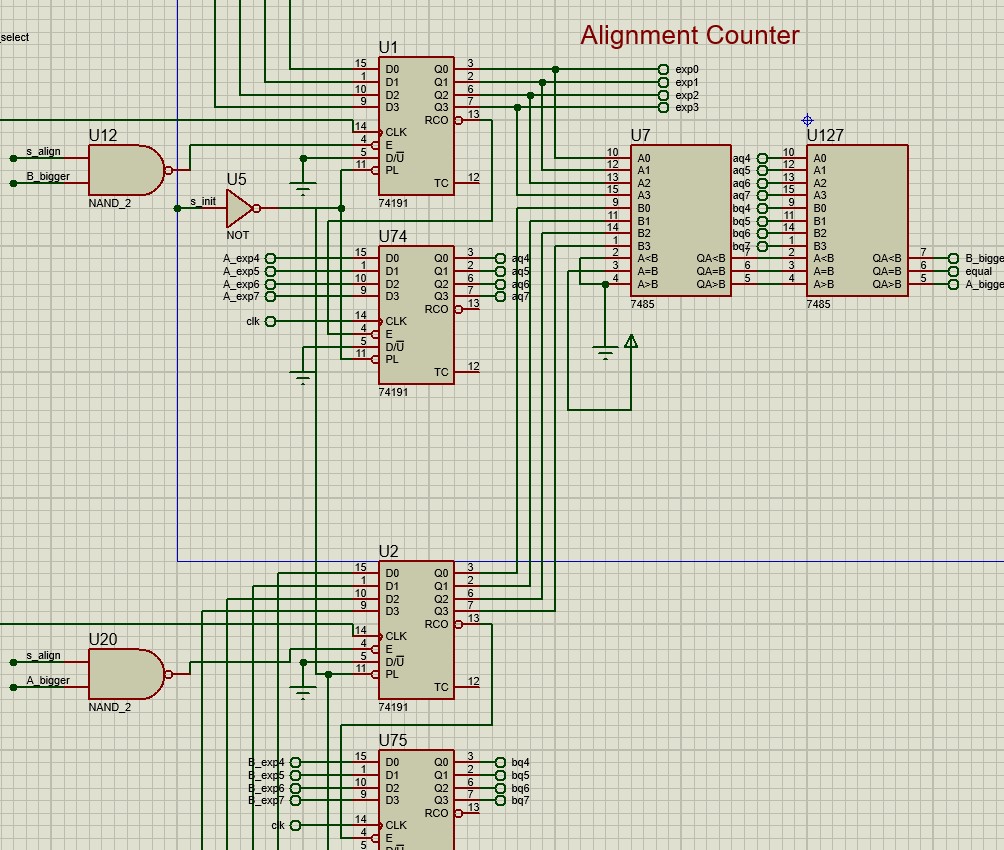 _select
Alignment Counter
U1
15 D0 Q0 3
1 D1 Q1 2
10 D2 Q2 6
9 D3 Q3 7
RCO 13
14 CLK
4 E
5 D/U
11 PL
TC 12
74191
exp0
exp1
exp2
exp3
U12
s_align
B_bigger
NAND_2
U5
s_init
NOT
U74
A_exp4 15 D0 Q0 3 aq4
A_exp5 1 D1 Q1 2 aq5
A_exp6 10 D2 Q2 6 aq6
A_exp7 9 D3 Q3 7 aq7
RCO 13
clk 14 CLK
4 E
5 D/U
11 PL
TC 12
74191
U7
10 A0
12 A1
13 A2
15 A3
9 B0
11 B1
14 B2
1 B3
2 A<B QA<B 7
3 A=B QA=B 6
4 A>B QA>B 5
7485
U127
aq4 10 A0
aq5 12 A1
aq6 13 A2
aq7 15 A3
bq4 9 B0
bq5 11 B1
bq6 14 B2
bq7 1 B3
2 A<B QA<B 7 B_bigge
3 A=B QA=B 6 equal
4 A>B QA>B 5 A_bigge
7485
U2
15 D0 Q0 3
1 D1 Q1 2
10 D2 Q2 6
9 D3 Q3 7
RCO 13
14 CLK
4 E
5 D/U
11 PL
TC 12
74191
U20
s_align
A_bigger
NAND_2
U75
B_exp4 15 D0 Q0 3 bq4
B_exp5 1 D1 Q1 2 bq5
B_exp6 10 D2 Q2 6 bq6
B_exp7 9 D3 Q3 7 bq7
RCO 13
clk 14 CLK
4 E
5 D/U